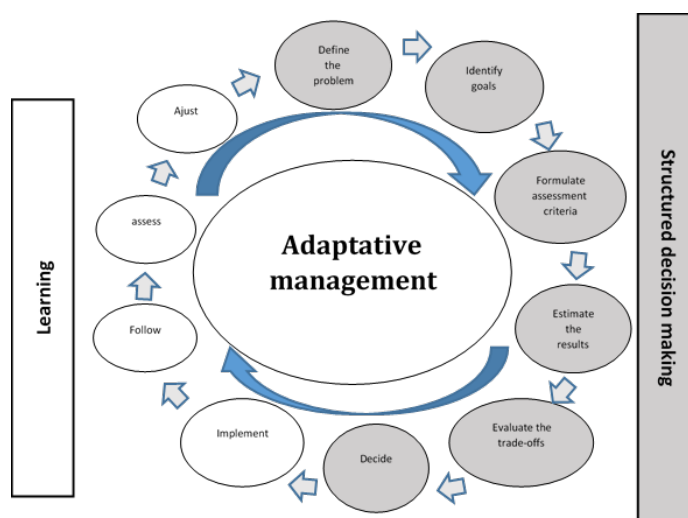 Define
the
problem
Identify
goals
Formulate
assessment
criteria
Estimate
the
results
Evaluate the
trade-offs
Decide
Implement
Follow
assess
Ajust
Adaptative
management
Learning
Structured decision making